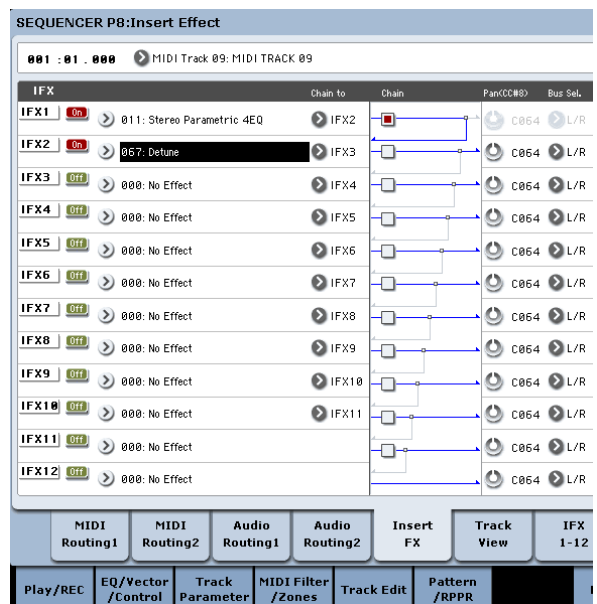 SEQUENCER P8:Insert Effect
001 :01 . 000 MIDI Track 09: MIDI TRACK 09
IFX Chain to Chain Pan(CC#8) Bus Sel.
IFX1 On 011: Stereo Parametric 4EQ IFX2 C064 L/R
IFX2 On 067: Detune IFX3 C064 L/R
IFX3 Off 000: No Effect IFX4 C064 L/R
IFX4 Off 000: No Effect IFX5 C064 L/R
IFX5 Off 000: No Effect IFX6 C064 L/R
IFX6 Off 000: No Effect IFX7 C064 L/R
IFX7 Off 000: No Effect IFX8 C064 L/R
IFX8 Off 000: No Effect IFX9 C064 L/R
IFX9 Off 000: No Effect IFX10 C064 L/R
IFX10 Off 000: No Effect IFX11 C064 L/R
IFX11 Off 000: No Effect C064 L/R
IFX12 Off 000: No Effect C064 L/R
MIDI Routing1 MIDI Routing2 Audio Routing1 Audio Routing2 Insert FX Track View IFX 1-12
Play/REC EQ/Vector /Control Track Parameter MIDI Filter /Zones Track Edit Pattern /RPPR